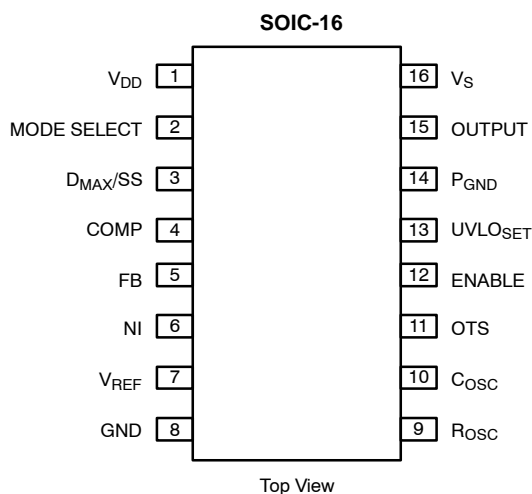 SOIC-16
VDD 1 16 VS
MODE SELECT 2 15 OUTPUT
DMAX/SS 3 14 PGND
COMP 4 13 UVLOSET
FB 5 12 ENABLE
NI 6 11 OTS
VREF 7 10 COSC
GND 8 9 ROSC
Top View